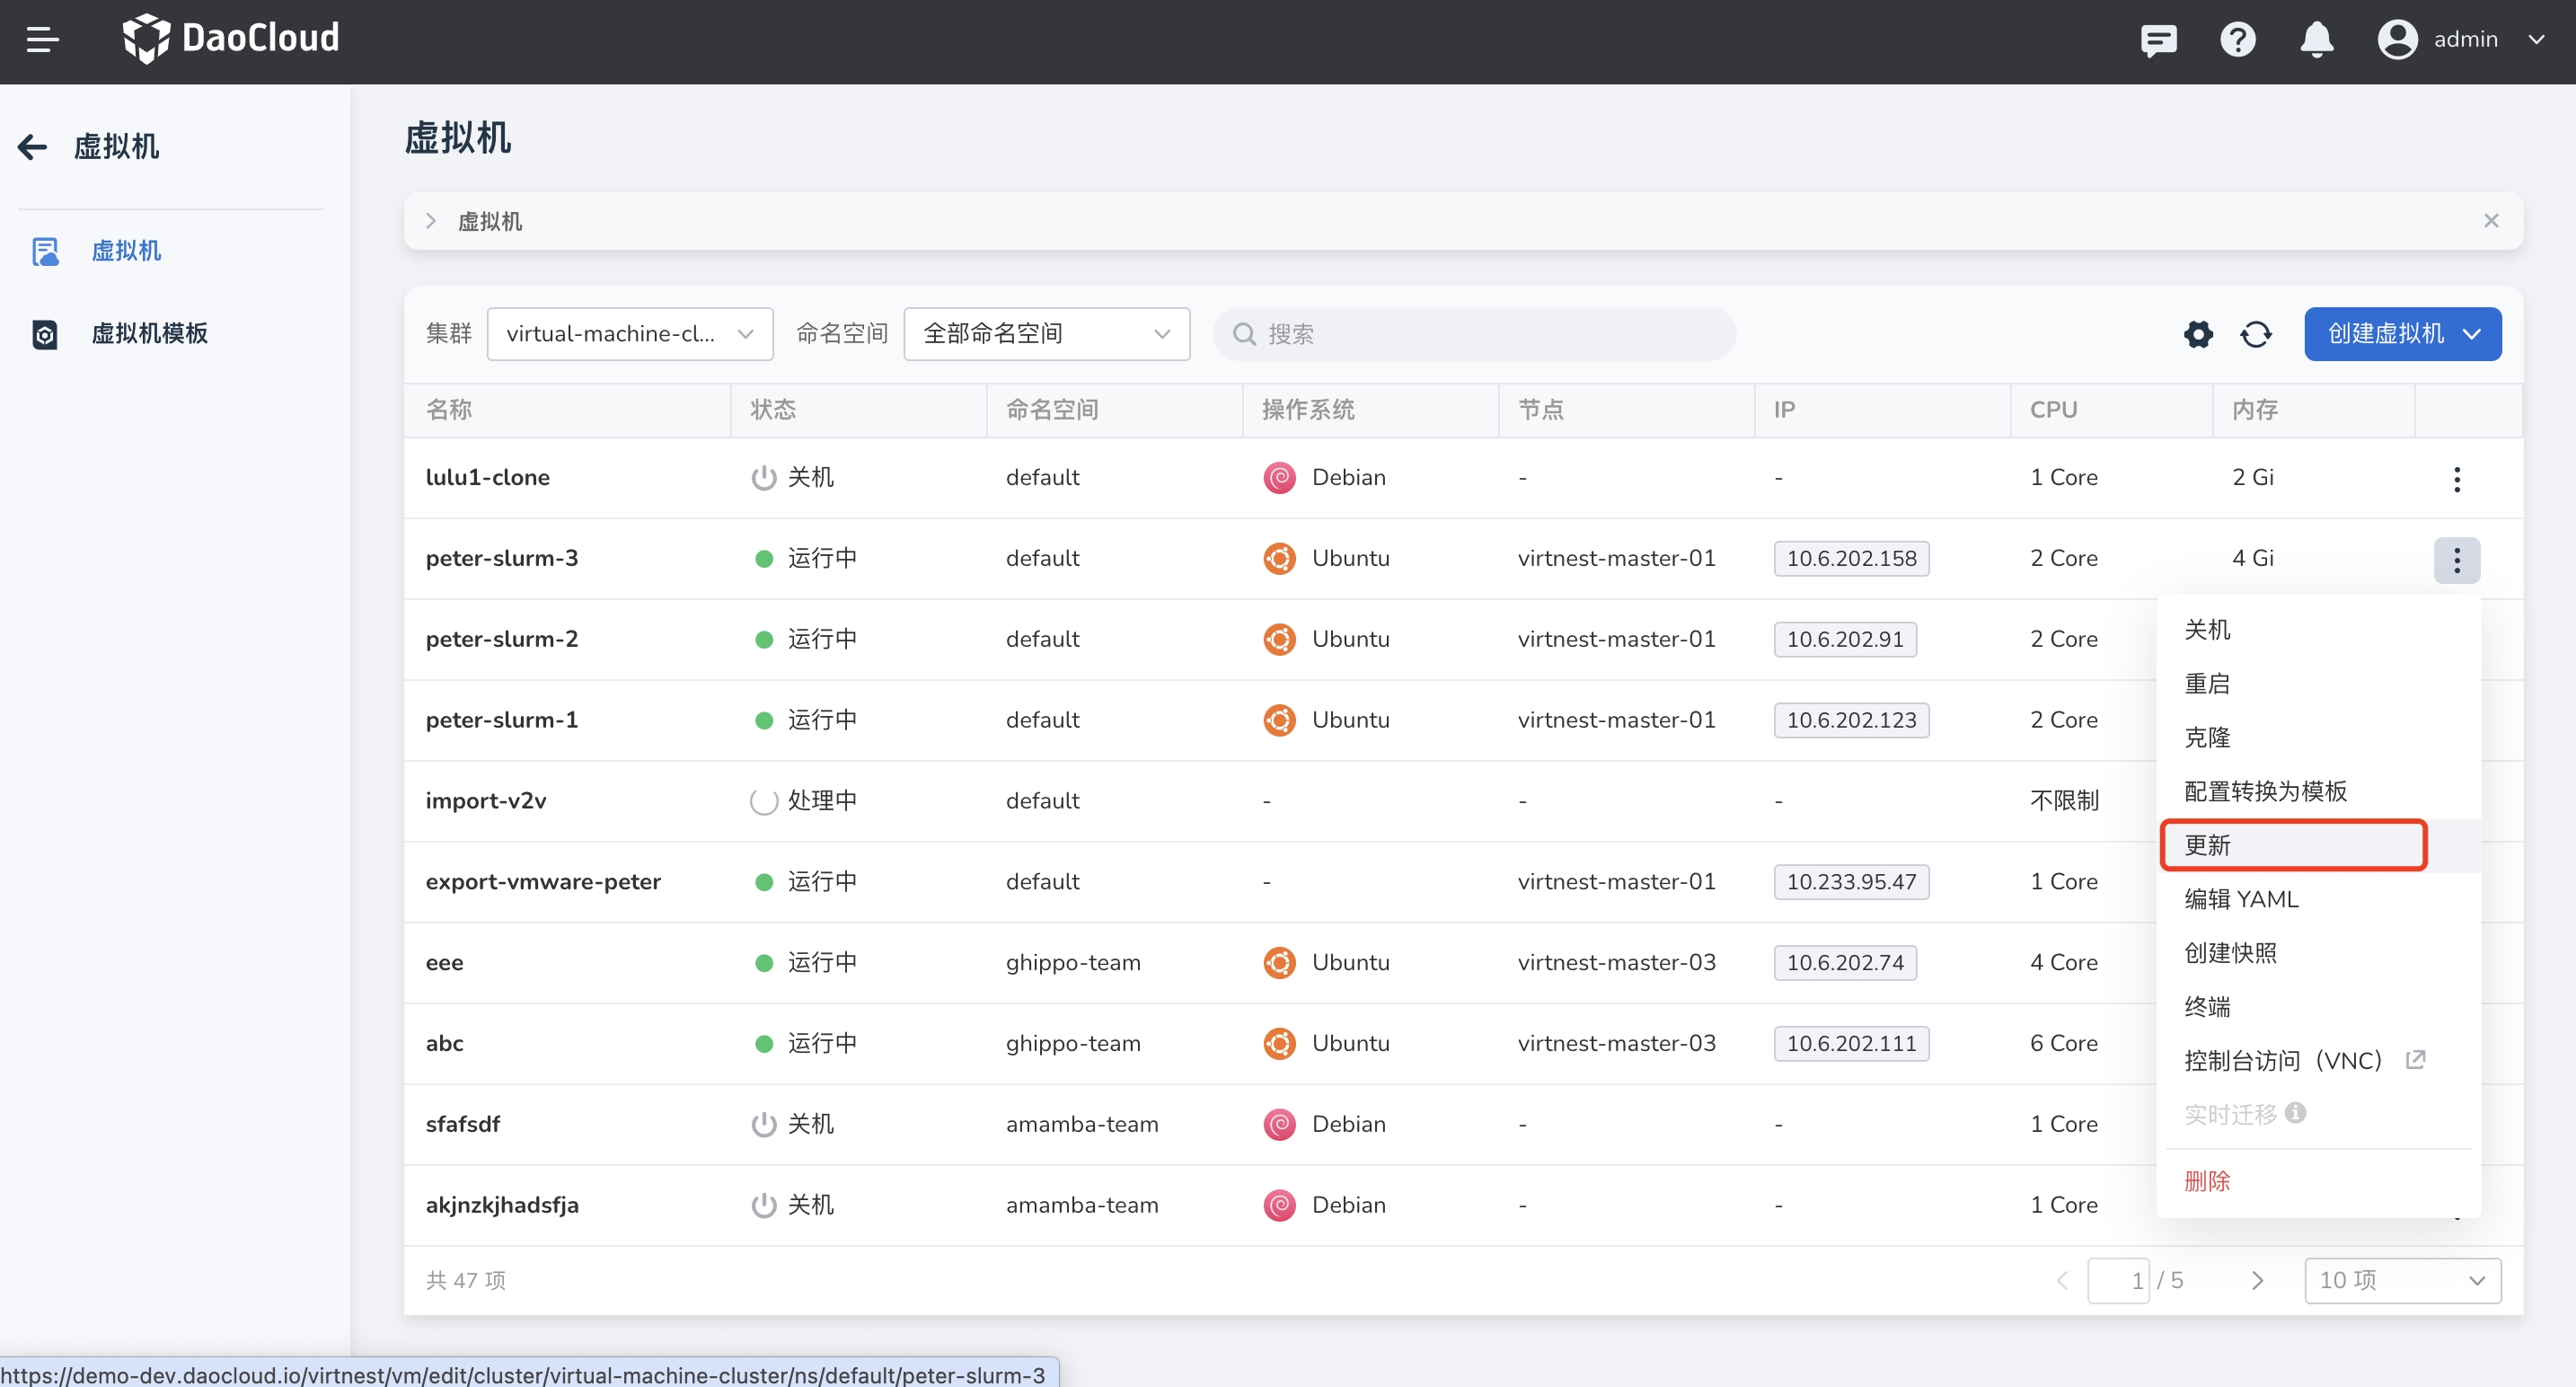 DaoCloud
admin
虚拟机
虚拟机
虚拟机模板
虚拟机
虚拟机
集群 virtual-machine-cl... 命名空间 全部命名空间 搜索 创建虚拟机
名称 状态 命名空间 操作系统 节点 IP CPU 内存
lulu1-clone 关机 default Debian - - 1 Core 2 Gi
peter-slurm-3 运行中 default Ubuntu virtnest-master-01 10.6.202.158 2 Core 4 Gi
peter-slurm-2 运行中 default Ubuntu virtnest-master-01 10.6.202.91 2 Core
peter-slurm-1 运行中 default Ubuntu virtnest-master-01 10.6.202.123 2 Core
import-v2v 处理中 default - - - 不限制
export-vmware-peter 运行中 default - virtnest-master-01 10.233.95.47 1 Core
eee 运行中 ghippo-team Ubuntu virtnest-master-03 10.6.202.74 4 Core
abc 运行中 ghippo-team Ubuntu virtnest-master-03 10.6.202.111 6 Core
sfafsdf 关机 amamba-team Debian - - 1 Core
akjnzkjhadsfja 关机 amamba-team Debian - - 1 Core
关机
重启
克隆
配置转换为模板
更新
编辑 YAML
创建快照
终端
控制台访问（VNC）
实时迁移
删除
共 47 项 1 / 5 10 项
https://demo-dev.daocloud.io/virtnest/vm/edit/cluster/virtual-machine-cluster/ns/default/peter-slurm-3